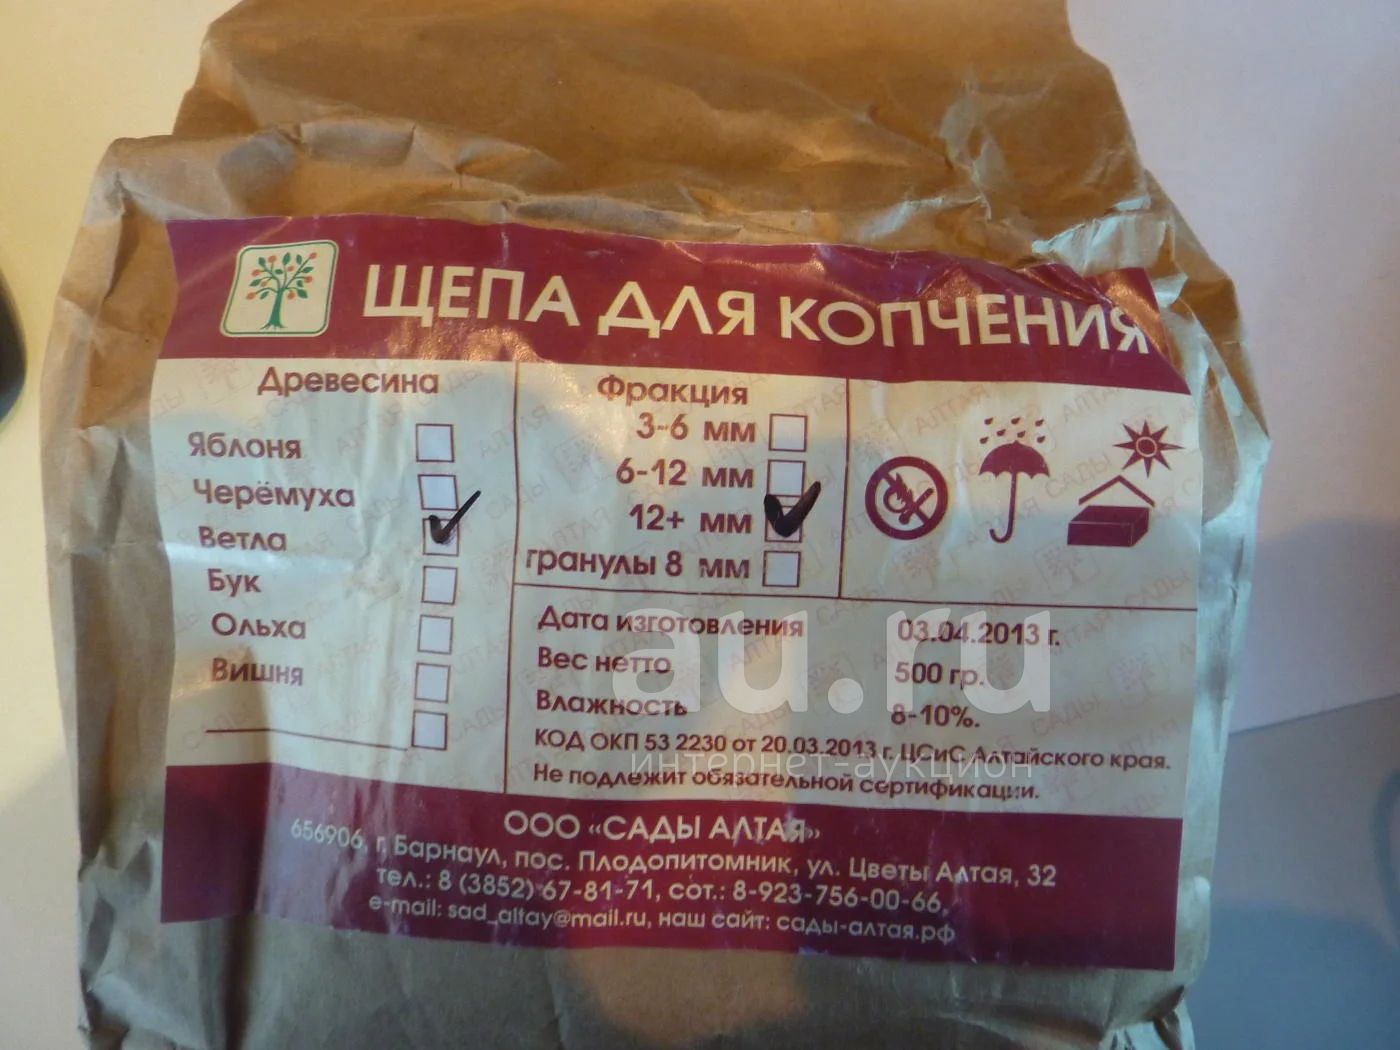 ЩЕПА ДЛЯ КОПЧЕНИЯ
Древесина
Яблоня
Черёмуха
Ветла
Бук
Ольха
Вишня
Фракция
3-6 мм
6-12 мм
12+ мм
гранулы 8 мм
Дата изготовления 03.04.2013 г.
Вес нетто 500 гр.
Влажность 8-10%.
КОД ОКП 53 2230 от 20.03.2013 г. ЦСиС Алтайского края.
Не подлежит обязательной сертификации.
ООО «САДЫ АЛТАЯ»
656906, г. Барнаул, пос. Плодопитомник, ул. Цветы Алтая, 32
тел.: 8 (3852) 67-81-71, сот.: 8-923-756-00-66,
e-mail: sad_altay@mail.ru, наш сайт: сады-алтая.рф
au.ru
интернет-аукцион